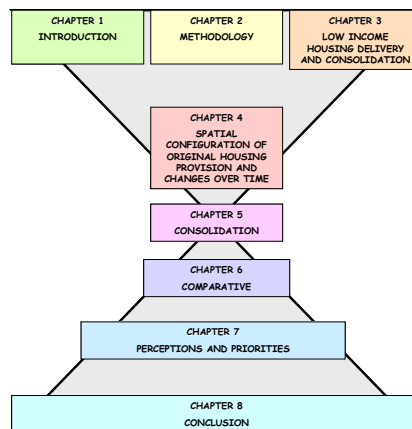 CHAPTER 1
INTRODUCTION
CHAPTER 2
METHODOLOGY
CHAPTER 3
LOW INCOME
HOUSING DELIVERY
AND CONSOLIDATION
CHAPTER 4
SPATIAL
CONFIGURATION OF
ORIGINAL HOUSING
PROVISION AND
CHANGES OVER TIME
CHAPTER 5
CONSOLIDATION
CHAPTER 6
COMPARATIVE
CHAPTER 7
PERCEPTIONS AND PRIORITIES
CHAPTER 8
CONCLUSION